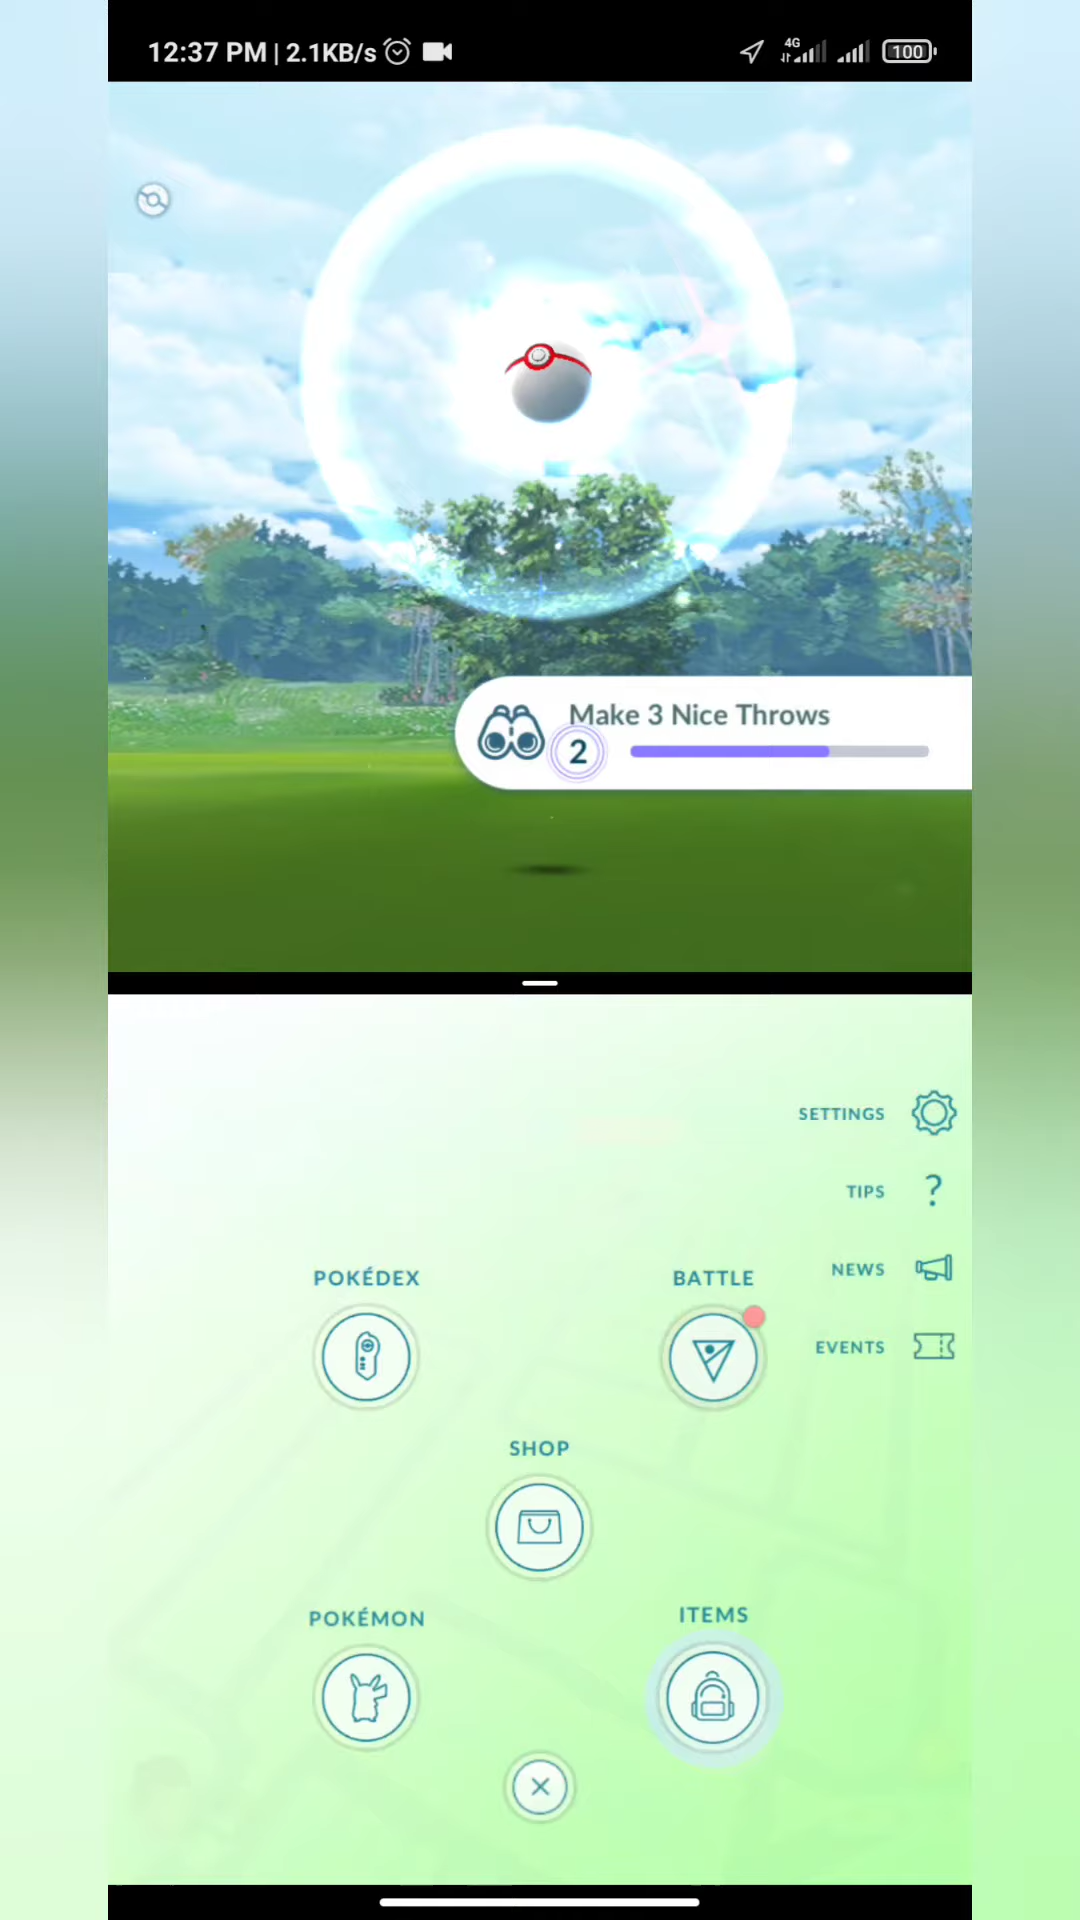 12:37 PM | 2.1KB/s
4G
100
Make 3 Nice Throws
2
SETTINGS
TIPS
?
NEWS
EVENTS
POKÉDEX
BATTLE
SHOP
POKÉMON
ITEMS